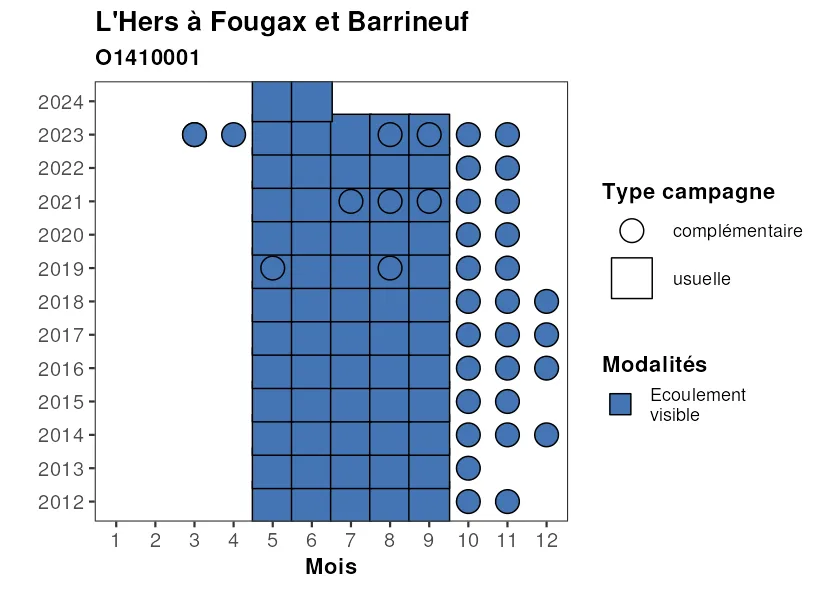 L'Hers à Fougax et Barrineuf
O1410001
2024
2023
2022
2021
2020
2019
2018
2017
2016
2015
2014
2013
2012
1 2 3 4 5 6 7 8 9 10 11 12
Mois
Type campagne
complémentaire
usuelle
Modalités
Ecoulement
visible